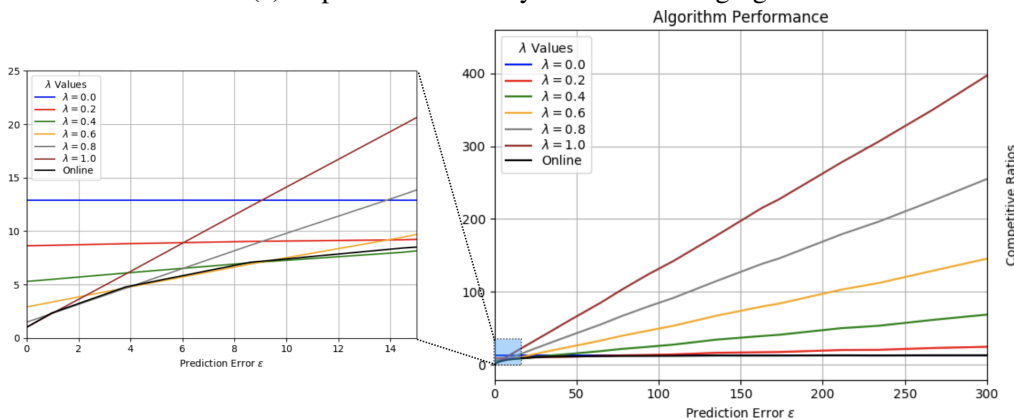 Algorithm Performance
25
20
15
10
5
0
0
2
4
6
8
10
12
14
Prediction Error ε
λ Values
λ = 0.0
λ = 0.2
λ = 0.4
λ = 0.6
λ = 0.8
λ = 1.0
Online
400
300
200
100
0
0
50
100
150
200
250
300
Prediction Error ε
λ Values
λ = 0.0
λ = 0.2
λ = 0.4
λ = 0.6
λ = 0.8
λ = 1.0
Online
Competitive Ratios